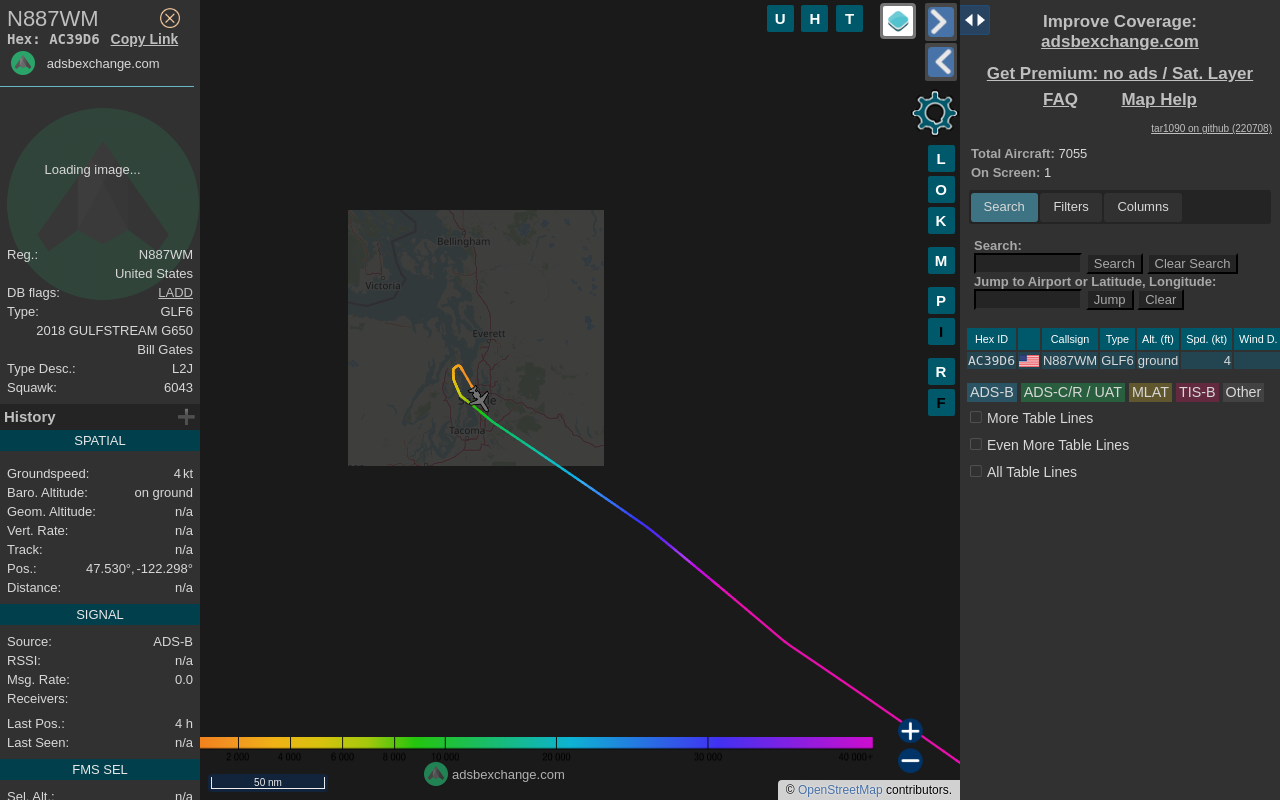 N887WM
Hex: AC39D6 Copy Link
adsbexchange.com
Loading image...
Reg.: N887WM
United States
DB flags: LADD
Type: GLF6
2018 GULFSTREAM G650
Bill Gates
Type Desc.: L2J
Squawk: 6043
History
SPATIAL
Groundspeed: 4 kt
Baro. Altitude: on ground
Geom. Altitude: n/a
Vert. Rate: n/a
Track: n/a
Pos.: 47.530°, -122.298°
Distance: n/a
SIGNAL
Source: ADS-B
RSSI: n/a
Msg. Rate: 0.0
Receivers:
Last Pos.: 4 h
Last Seen: n/a
FMS SEL
Sel. Alt.: n/a
U H T
L
O
K
M
P
I
R
F
Bellingham
Victoria
Everett
Tacoma
2 000 4 000 6 000 8 000 10 000 20 000 30 000 40 000+
50 nm
adsbexchange.com
© OpenStreetMap contributors.
Improve Coverage:
adsbexchange.com
Get Premium: no ads / Sat. Layer
FAQ Map Help
tar1090 on github (220708)
Total Aircraft: 7055
On Screen: 1
Search Filters Columns
Search:
Search Clear Search
Jump to Airport or Latitude, Longitude:
Jump Clear
Hex ID Callsign Type Alt. (ft) Spd. (kt) Wind D.
AC39D6 N887WM GLF6 ground 4
ADS-B ADS-C/R / UAT MLAT TIS-B Other
More Table Lines
Even More Table Lines
All Table Lines